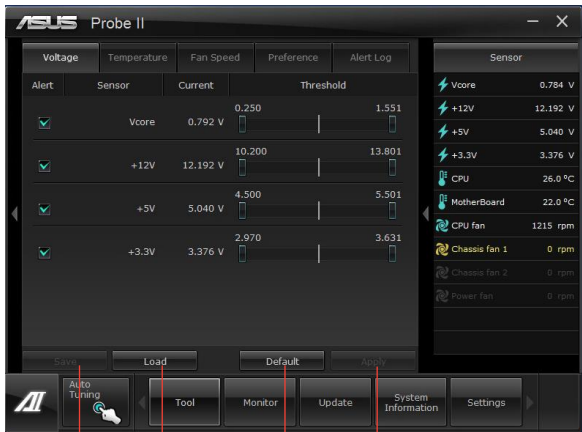 ASUS Probe II
Voltage Temperature Fan Speed Preference Alert Log
Alert Sensor Current Threshold
Vcore 0.792 V 0.250 1.551
+12V 12.192 V 10.200 13.801
+5V 5.040 V 4.500 5.501
+3.3V 3.376 V 2.970 3.631
Save Load Default Apply
Sensor
Vcore 0.784 V
+12V 12.192 V
+5V 5.040 V
+3.3V 3.376 V
CPU 26.0 ºC
MotherBoard 22.0 ºC
CPU fan 1215 rpm
Chassis fan 1 0 rpm
Chassis fan 2 0 rpm
Power fan 0 rpm
Auto
Tuning
Tool
Monitor
Update
System
Information
Settings